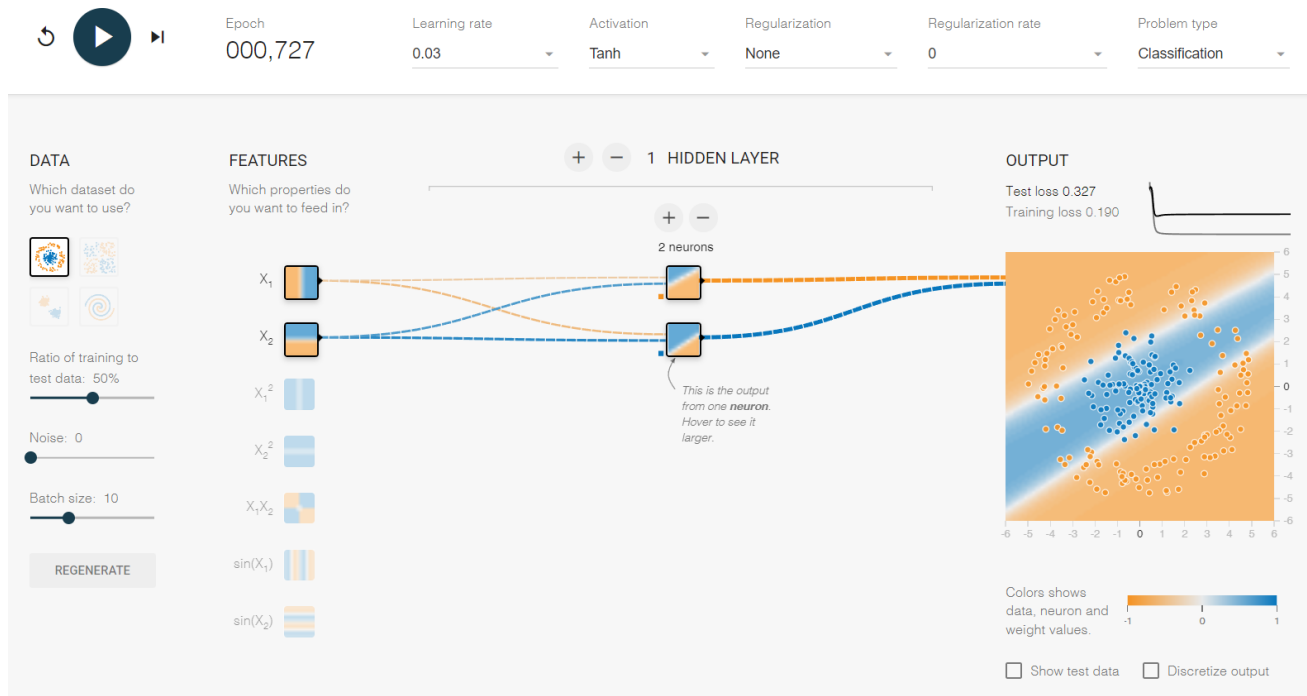 Epoch
000,727
Learning rate
0.03
Activation
Tanh
Regularization
None
Regularization rate
0
Problem type
Classification
DATA
Which dataset do
you want to use?
Ratio of training to
test data: 50%
Noise: 0
Batch size: 10
REGENERATE
FEATURES
Which properties do
you want to feed in?
X₁
X₂
X₁²
X₂²
X₁X₂
sin(X₁)
sin(X₂)
+ − 1 HIDDEN LAYER
+ −
2 neurons
This is the output
from one neuron.
Hover to see it
larger.
OUTPUT
Test loss 0.327
Training loss 0.190
6
5
4
3
2
1
0
-1
-2
-3
-4
-5
-6
-6 -5 -4 -3 -2 -1 0 1 2 3 4 5 6
Colors shows
data, neuron and
weight values.
-1 0 1
Show test data
Discretize output